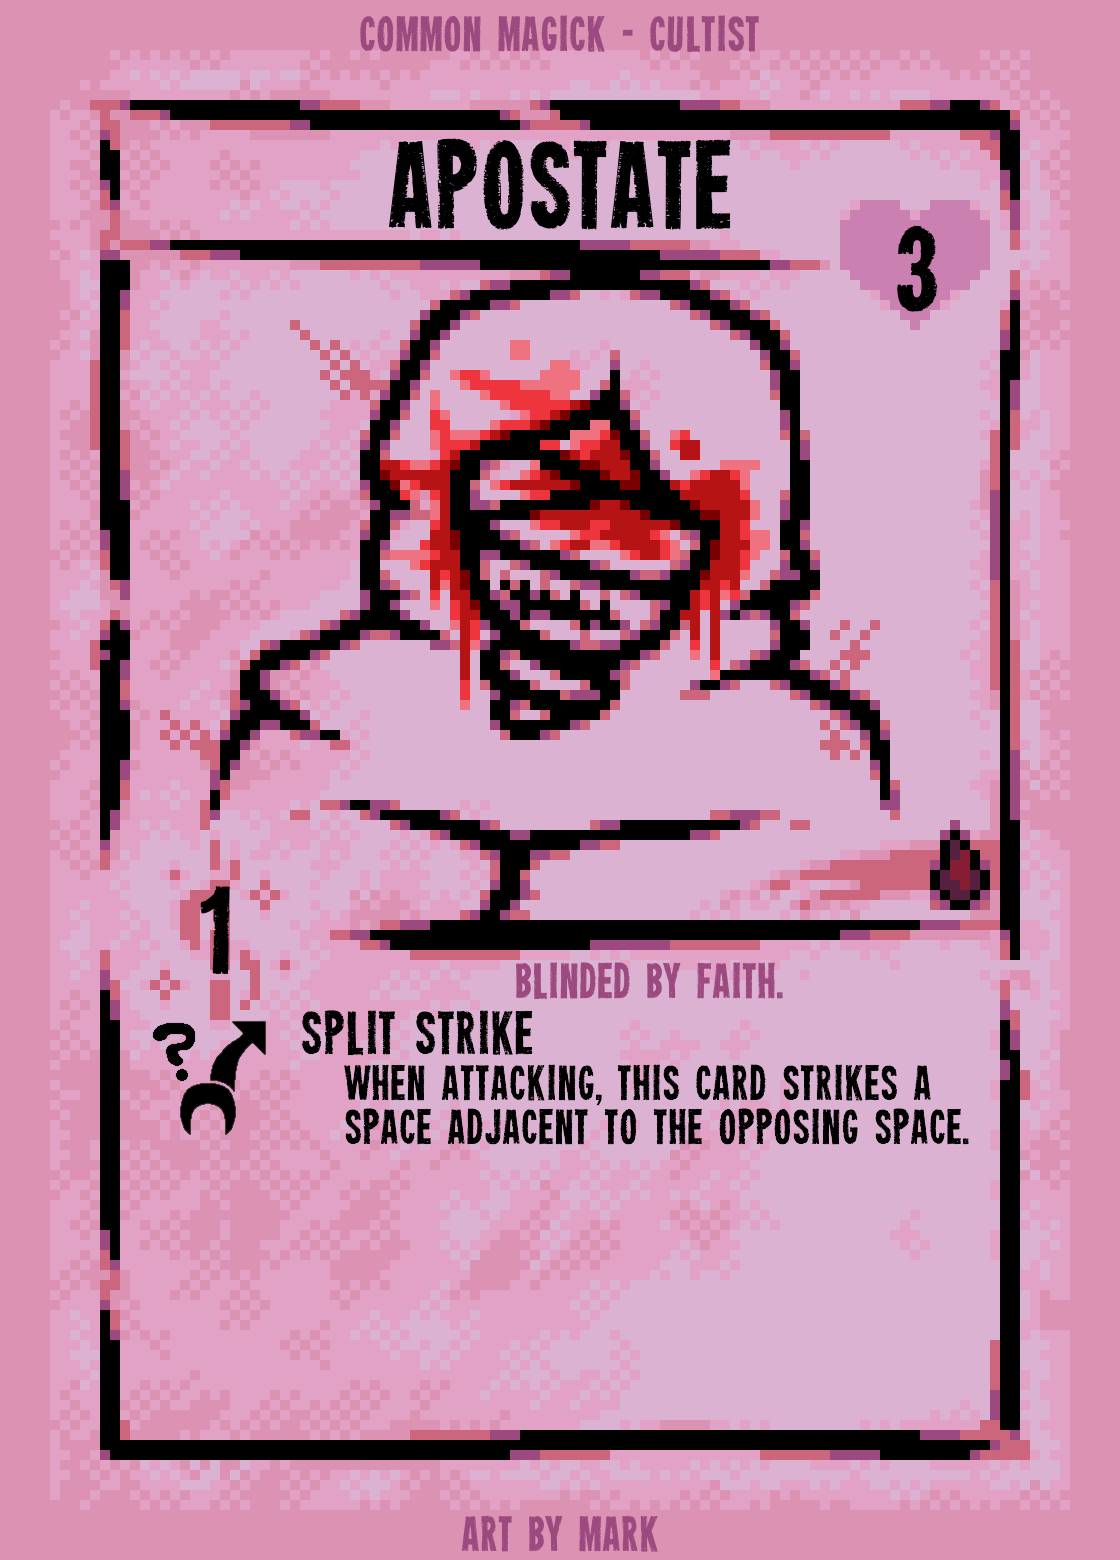 COMMON MAGICK - CULTIST
APOSTATE
3
1
BLINDED BY FAITH.
?
SPLIT STRIKE
WHEN ATTACKING, THIS CARD STRIKES A
SPACE ADJACENT TO THE OPPOSING SPACE.
ART BY MARK